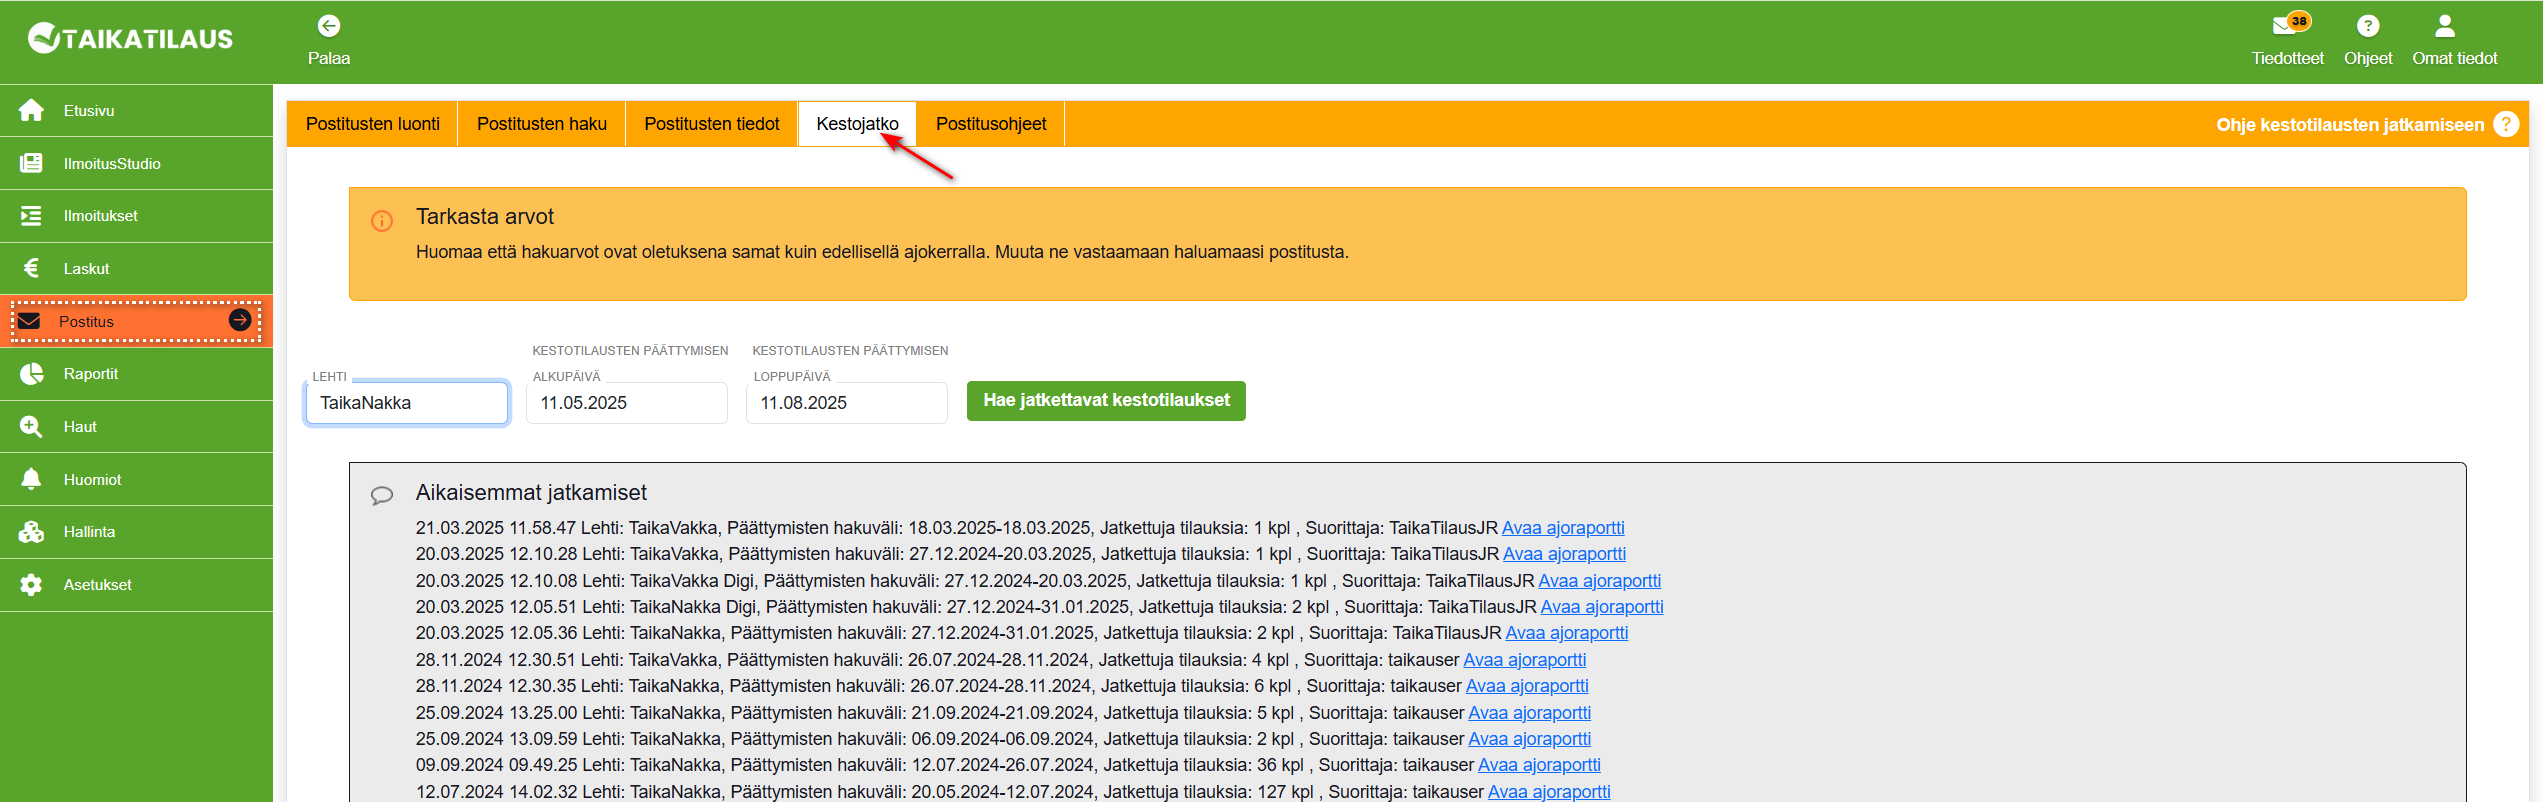 TAIKATILAUS
Palaa
38
Tiedotteet
Ohjeet
Omat tiedot
Etusivu
IlmoitusStudio
Ilmoitukset
Laskut
Postitus
Raportit
Haut
Huomiot
Hallinta
Asetukset
Postitusten luonti
Postitusten haku
Postitusten tiedot
Kestojatko
Postitusohjeet
Ohje kestotilausten jatkamiseen ?
Tarkasta arvot
Huomaa että hakuarvot ovat oletuksena samat kuin edellisellä ajokerralla. Muuta ne vastaamaan haluamaasi postitusta.
LEHTI
TaikaNakka
KESTOTILAUSTEN PÄÄTTYMISEN
ALKUPÄIVÄ
11.05.2025
KESTOTILAUSTEN PÄÄTTYMISEN
LOPPUPÄIVÄ
11.08.2025
Hae jatkettavat kestotilaukset
Aikaisemmat jatkamiset
21.03.2025 11.58.47 Lehti: TaikaVakka, Päättymisten hakuväli: 18.03.2025-18.03.2025, Jatkettuja tilauksia: 1 kpl , Suorittaja: TaikaTilausJR Avaa ajoraportti
20.03.2025 12.10.28 Lehti: TaikaVakka, Päättymisten hakuväli: 27.12.2024-20.03.2025, Jatkettuja tilauksia: 1 kpl , Suorittaja: TaikaTilausJR Avaa ajoraportti
20.03.2025 12.10.08 Lehti: TaikaVakka Digi, Päättymisten hakuväli: 27.12.2024-20.03.2025, Jatkettuja tilauksia: 1 kpl , Suorittaja: TaikaTilausJR Avaa ajoraportti
20.03.2025 12.05.51 Lehti: TaikaNakka Digi, Päättymisten hakuväli: 27.12.2024-31.01.2025, Jatkettuja tilauksia: 2 kpl , Suorittaja: TaikaTilausJR Avaa ajoraportti
20.03.2025 12.05.36 Lehti: TaikaNakka, Päättymisten hakuväli: 27.12.2024-31.01.2025, Jatkettuja tilauksia: 2 kpl , Suorittaja: TaikaTilausJR Avaa ajoraportti
28.11.2024 12.30.51 Lehti: TaikaVakka, Päättymisten hakuväli: 26.07.2024-28.11.2024, Jatkettuja tilauksia: 4 kpl , Suorittaja: taikauser Avaa ajoraportti
28.11.2024 12.30.35 Lehti: TaikaNakka, Päättymisten hakuväli: 26.07.2024-28.11.2024, Jatkettuja tilauksia: 6 kpl , Suorittaja: taikauser Avaa ajoraportti
25.09.2024 13.25.00 Lehti: TaikaNakka, Päättymisten hakuväli: 21.09.2024-21.09.2024, Jatkettuja tilauksia: 5 kpl , Suorittaja: taikauser Avaa ajoraportti
25.09.2024 13.09.59 Lehti: TaikaNakka, Päättymisten hakuväli: 06.09.2024-06.09.2024, Jatkettuja tilauksia: 2 kpl , Suorittaja: taikauser Avaa ajoraportti
09.09.2024 09.49.25 Lehti: TaikaNakka, Päättymisten hakuväli: 12.07.2024-26.07.2024, Jatkettuja tilauksia: 36 kpl , Suorittaja: taikauser Avaa ajoraportti
12.07.2024 14.02.32 Lehti: TaikaNakka, Päättymisten hakuväli: 20.05.2024-12.07.2024, Jatkettuja tilauksia: 127 kpl , Suorittaja: taikauser Avaa ajoraportti